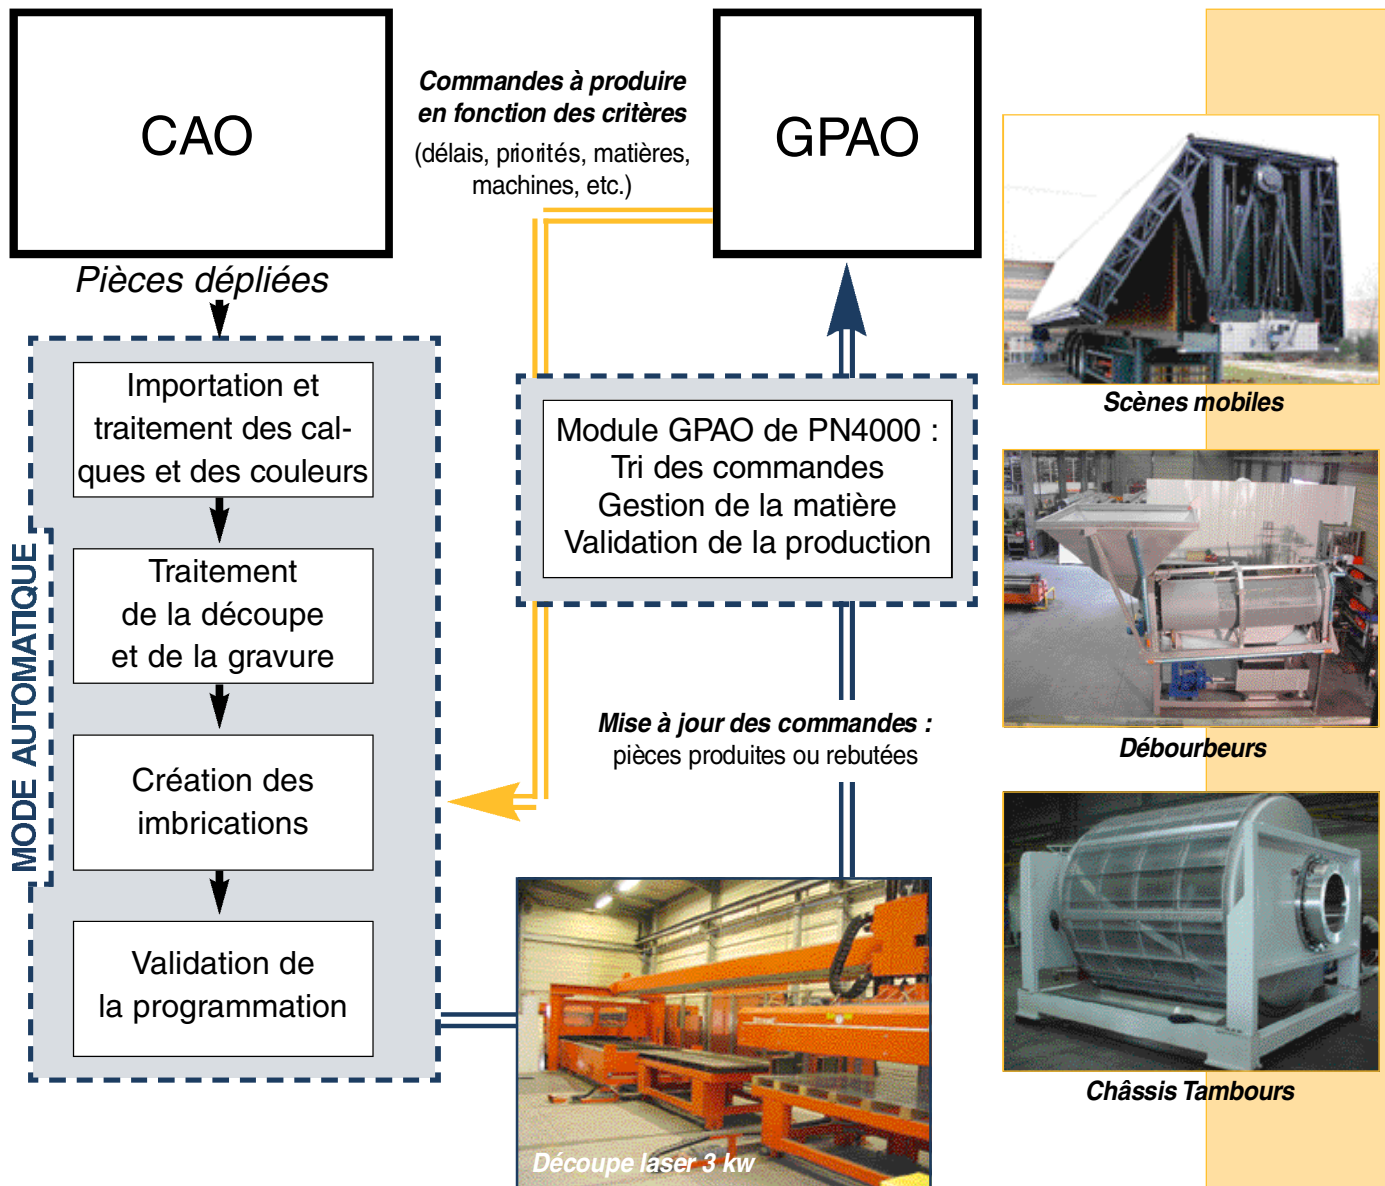 CAO
Pièces dépliées
Commandes à produire
en fonction des critères
(délais, priorités, matières,
machines, etc.)
GPAO
MODE AUTOMATIQUE
Importation et
traitement des cal-
ques et des couleurs
Traitement
de la découpe
et de la gravure
Création des
imbrications
Validation de
la programmation
Module GPAO de PN4000 :
Tri des commandes
Gestion de la matière
Validation de la production
Mise à jour des commandes :
pièces produites ou rebutées
Découpe laser 3 kw
Scènes mobiles
Débourbeurs
Châssis Tambours